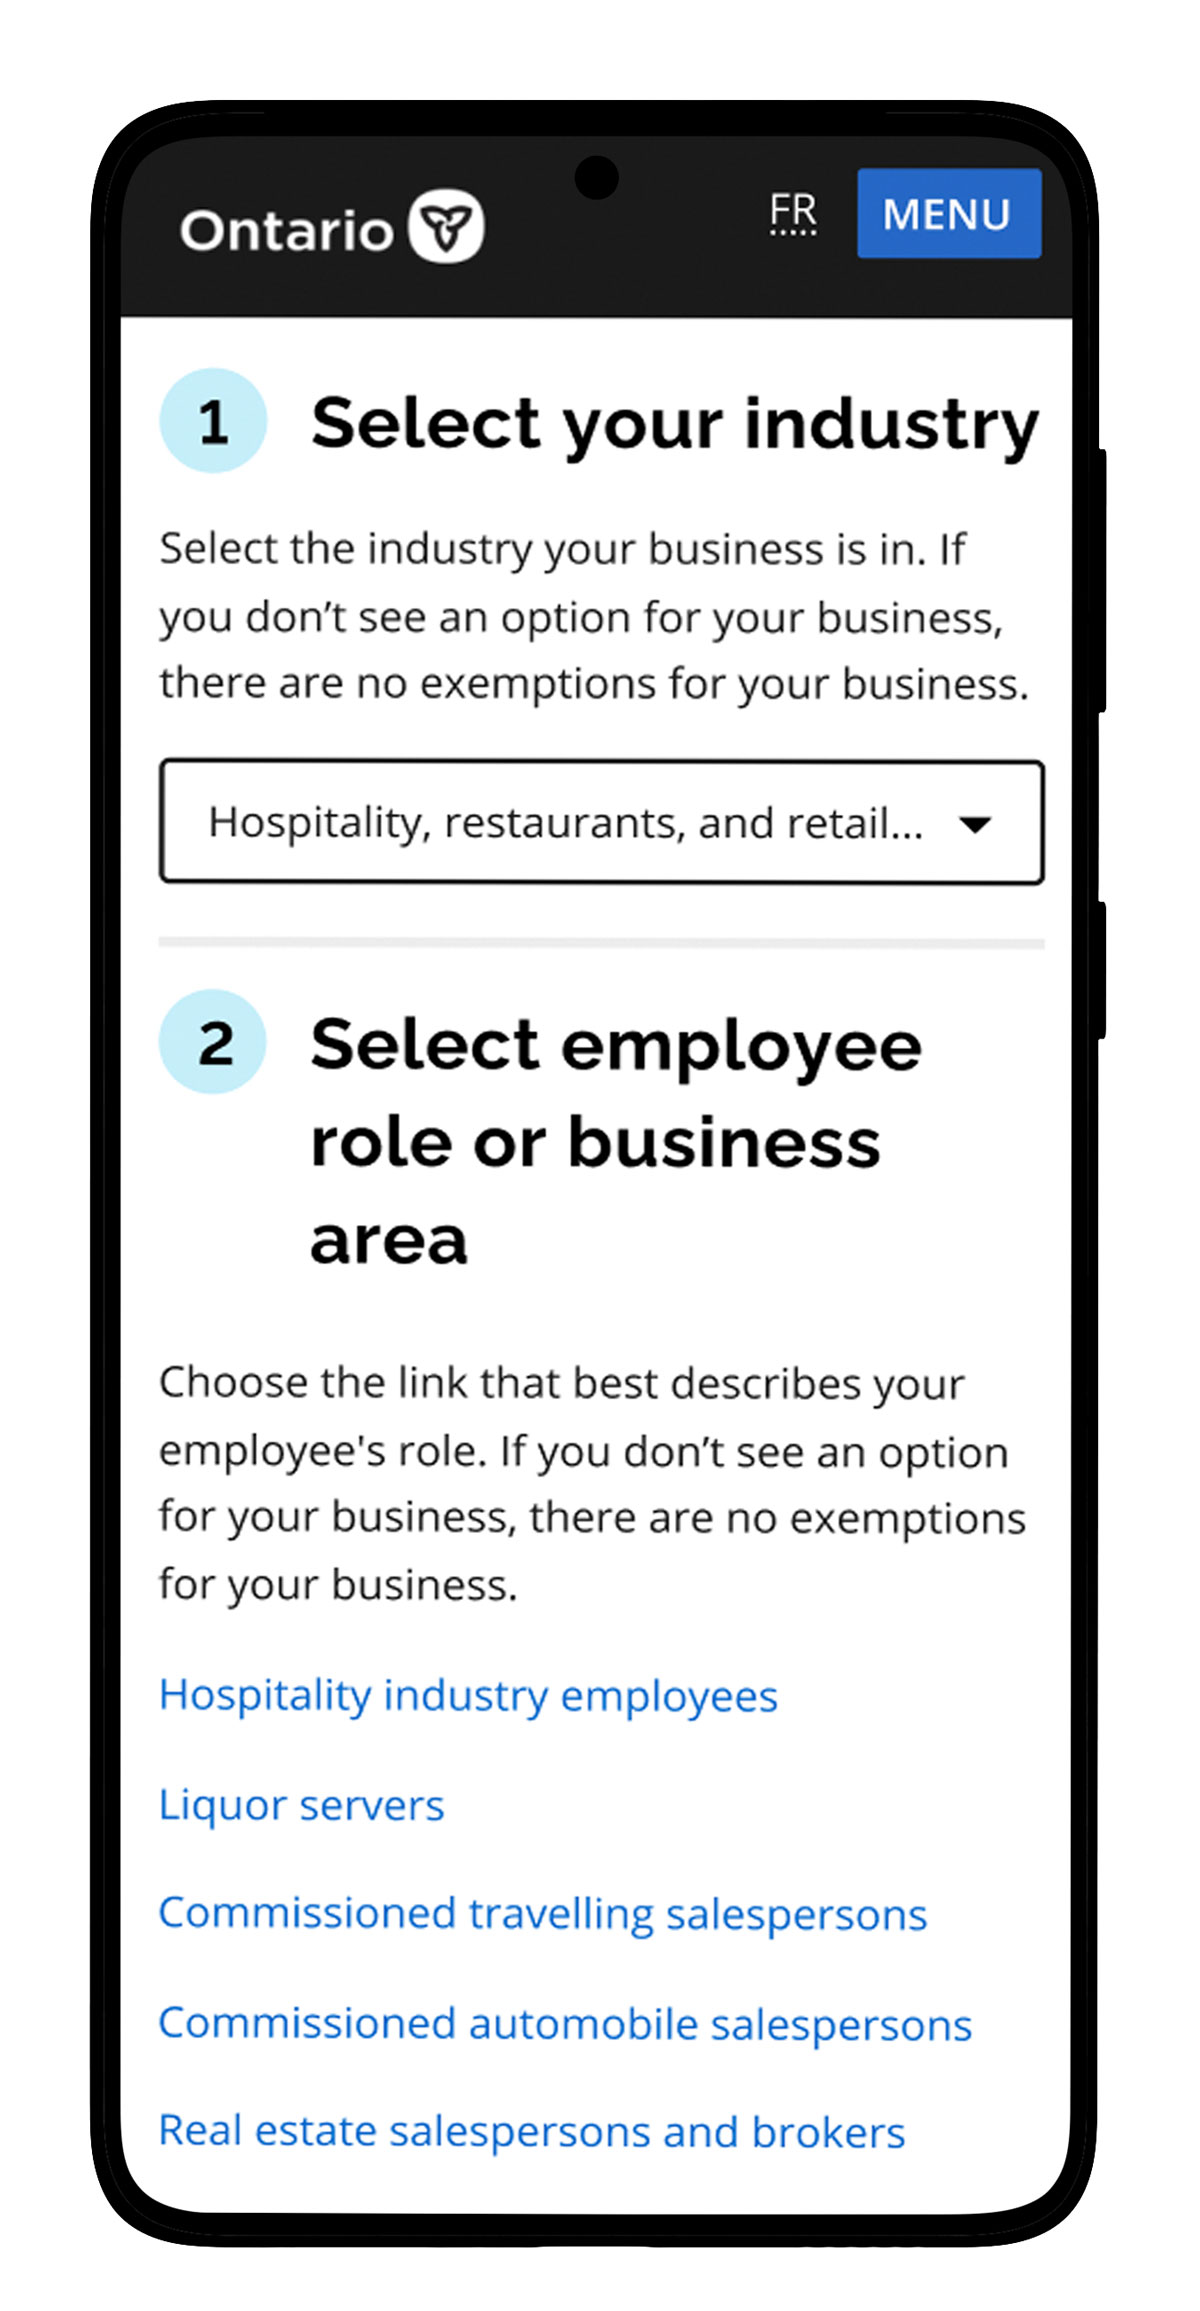 Ontario
FR
MENU
1
Select your industry
Select the industry your business is in. If
you don’t see an option for your business,
there are no exemptions for your business.
Hospitality, restaurants, and retail...
2
Select employee
role or business
area
Choose the link that best describes your
employee's role. If you don’t see an option
for your business, there are no exemptions
for your business.
Hospitality industry employees
Liquor servers
Commissioned travelling salespersons
Commissioned automobile salespersons
Real estate salespersons and brokers